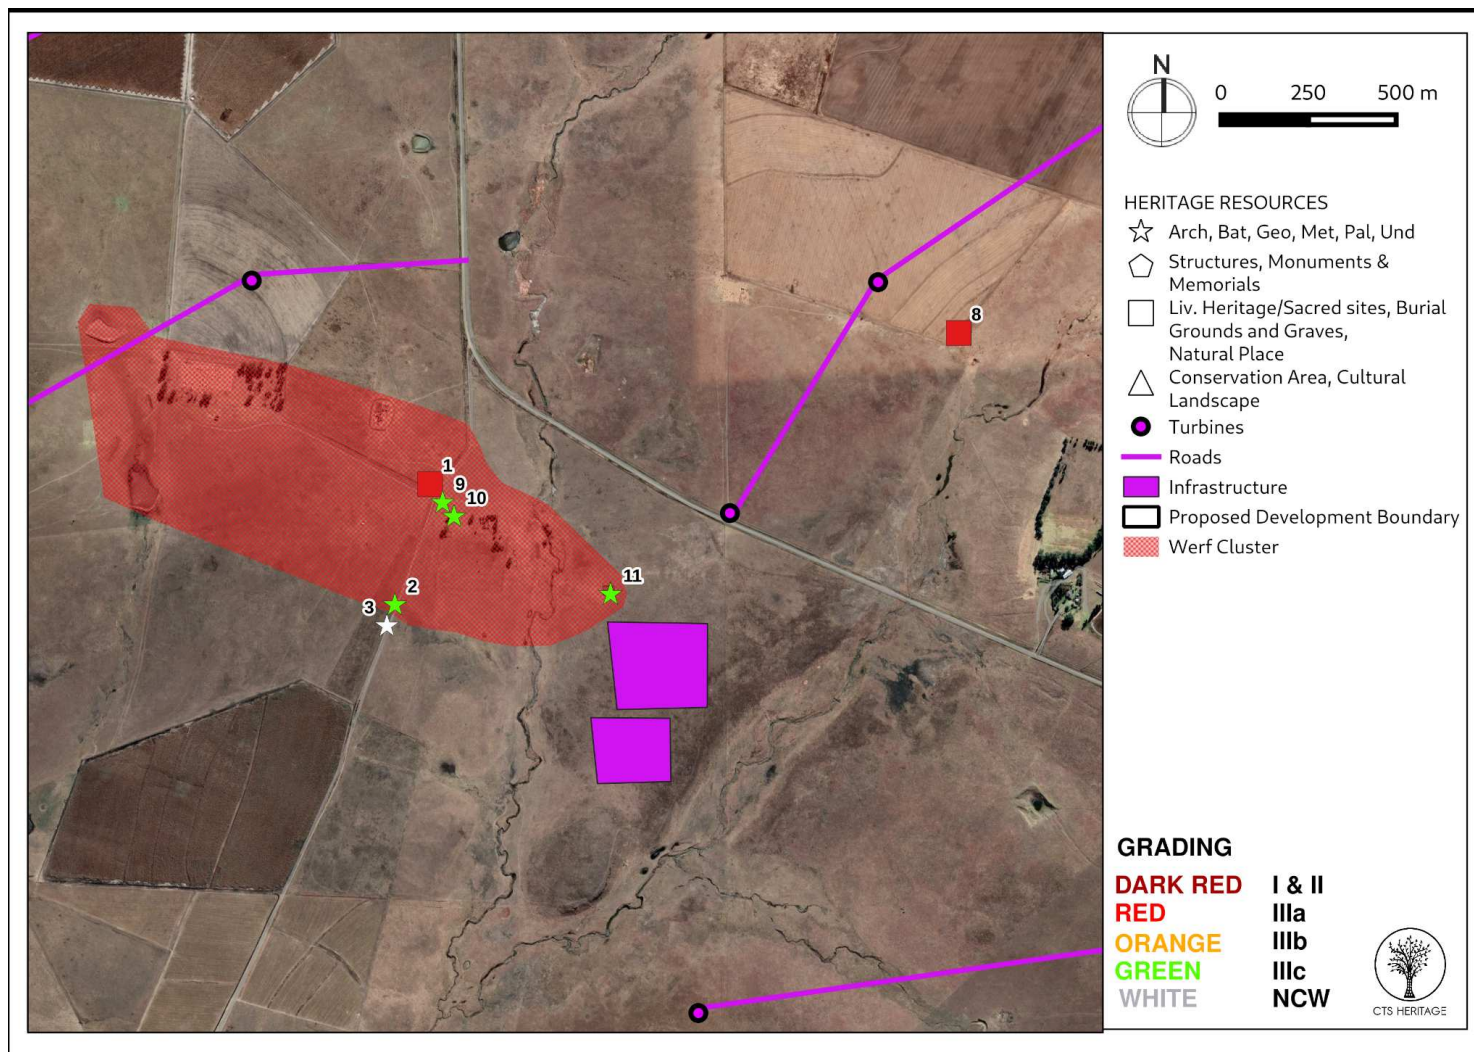 N
0 250 500 m
HERITAGE RESOURCES
Arch, Bat, Geo, Met, Pal, Und
Structures, Monuments &
Memorials
Liv. Heritage/Sacred sites, Burial
Grounds and Graves,
Natural Place
Conservation Area, Cultural
Landscape
Turbines
Roads
Infrastructure
Proposed Development Boundary
Werf Cluster
8
1
9
10
11
2
3
GRADING
DARK RED I & II
RED IIIa
ORANGE IIIb
GREEN IIIc
WHITE NCW
CTS HERITAGE